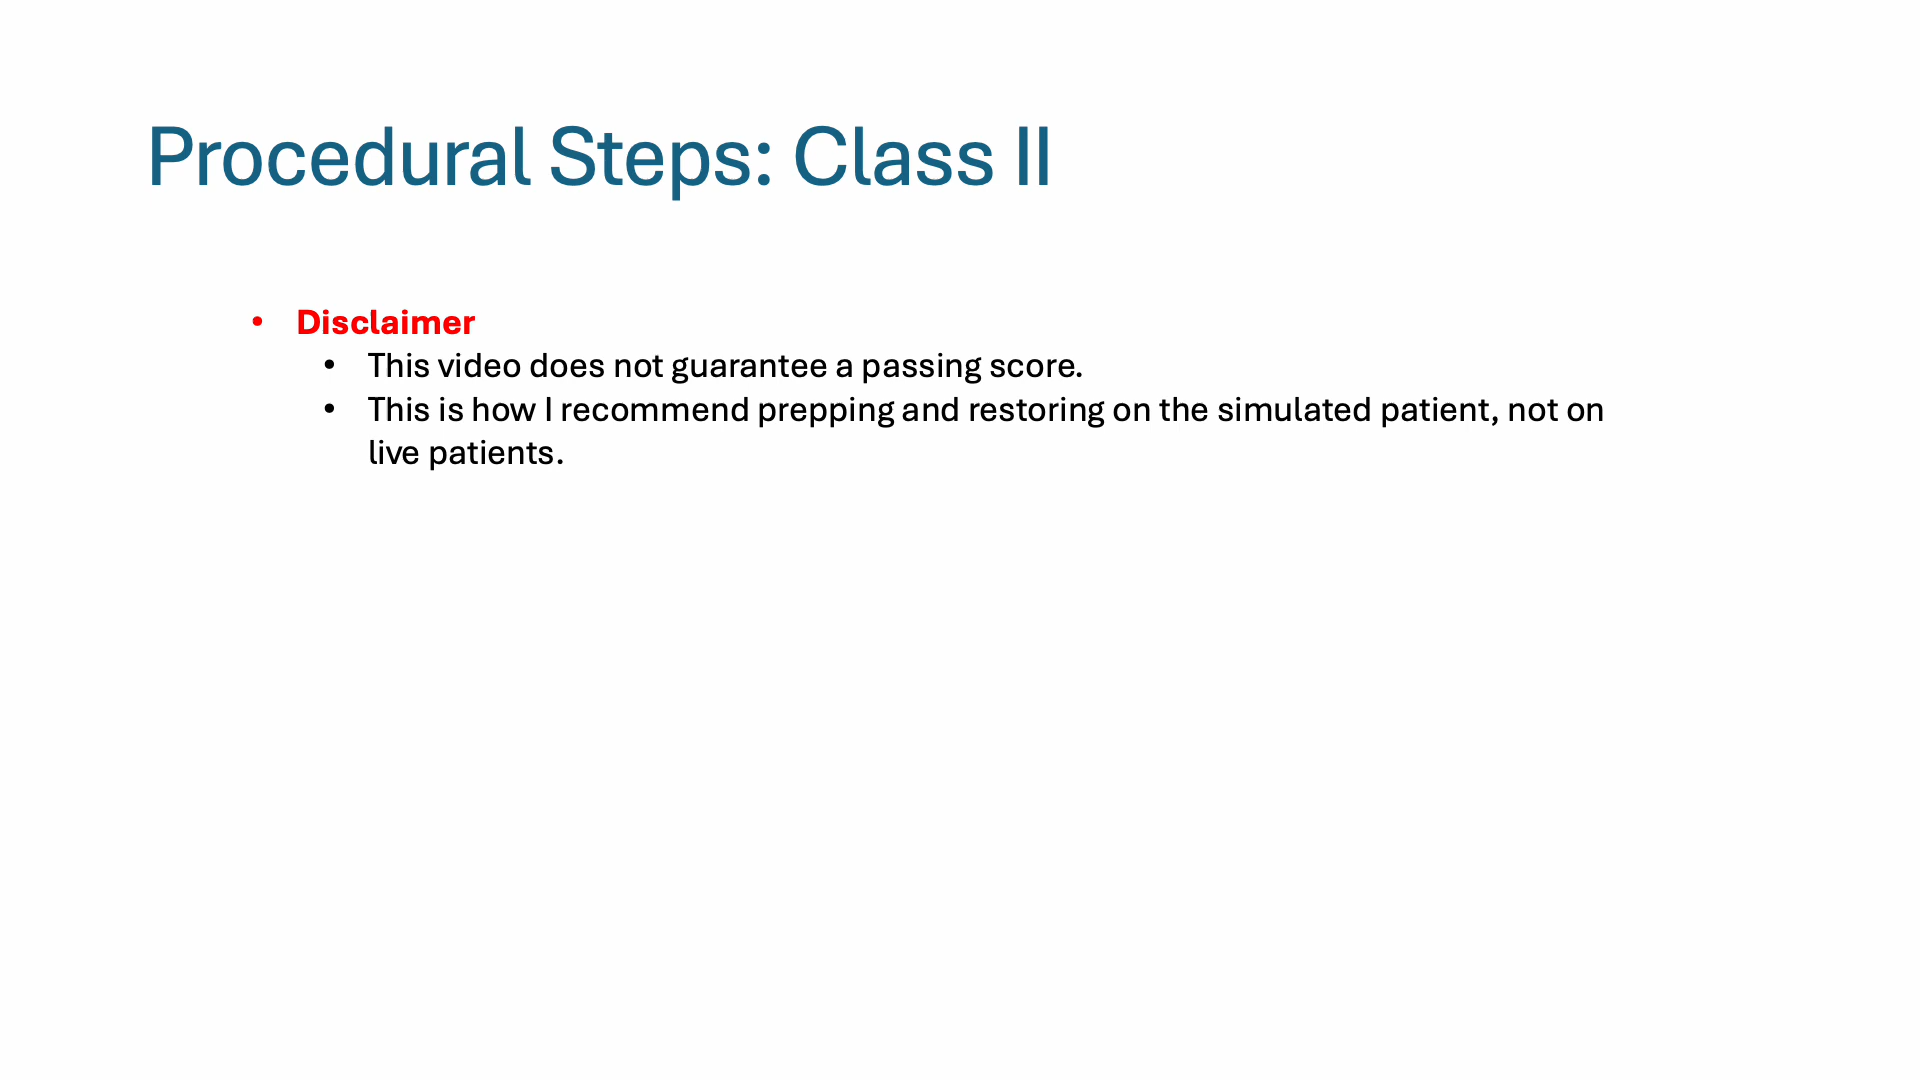 Procedural Steps: Class II
• Disclaimer
• This video does not guarantee a passing score.
• This is how I recommend prepping and restoring on the simulated patient, not on
live patients.